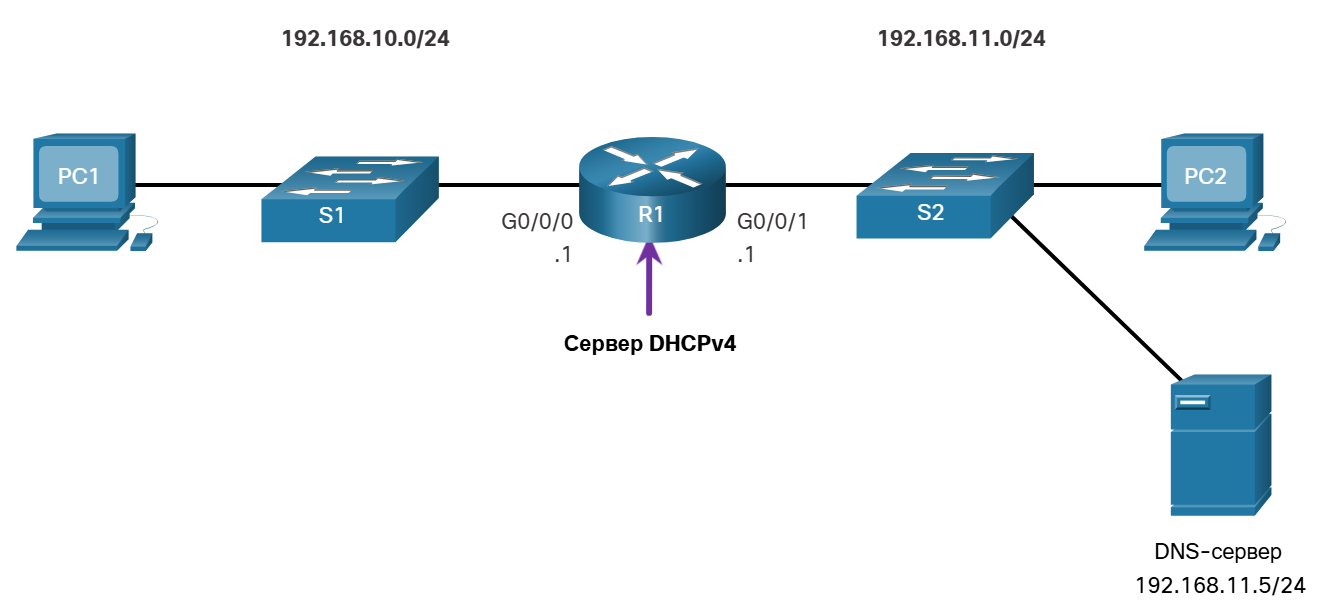 192.168.10.0/24
192.168.11.0/24
PC1
S1
R1
S2
PC2
G0/0/0
.1
G0/0/1
.1
Сервер DHCPv4
DNS-сервер
192.168.11.5/24